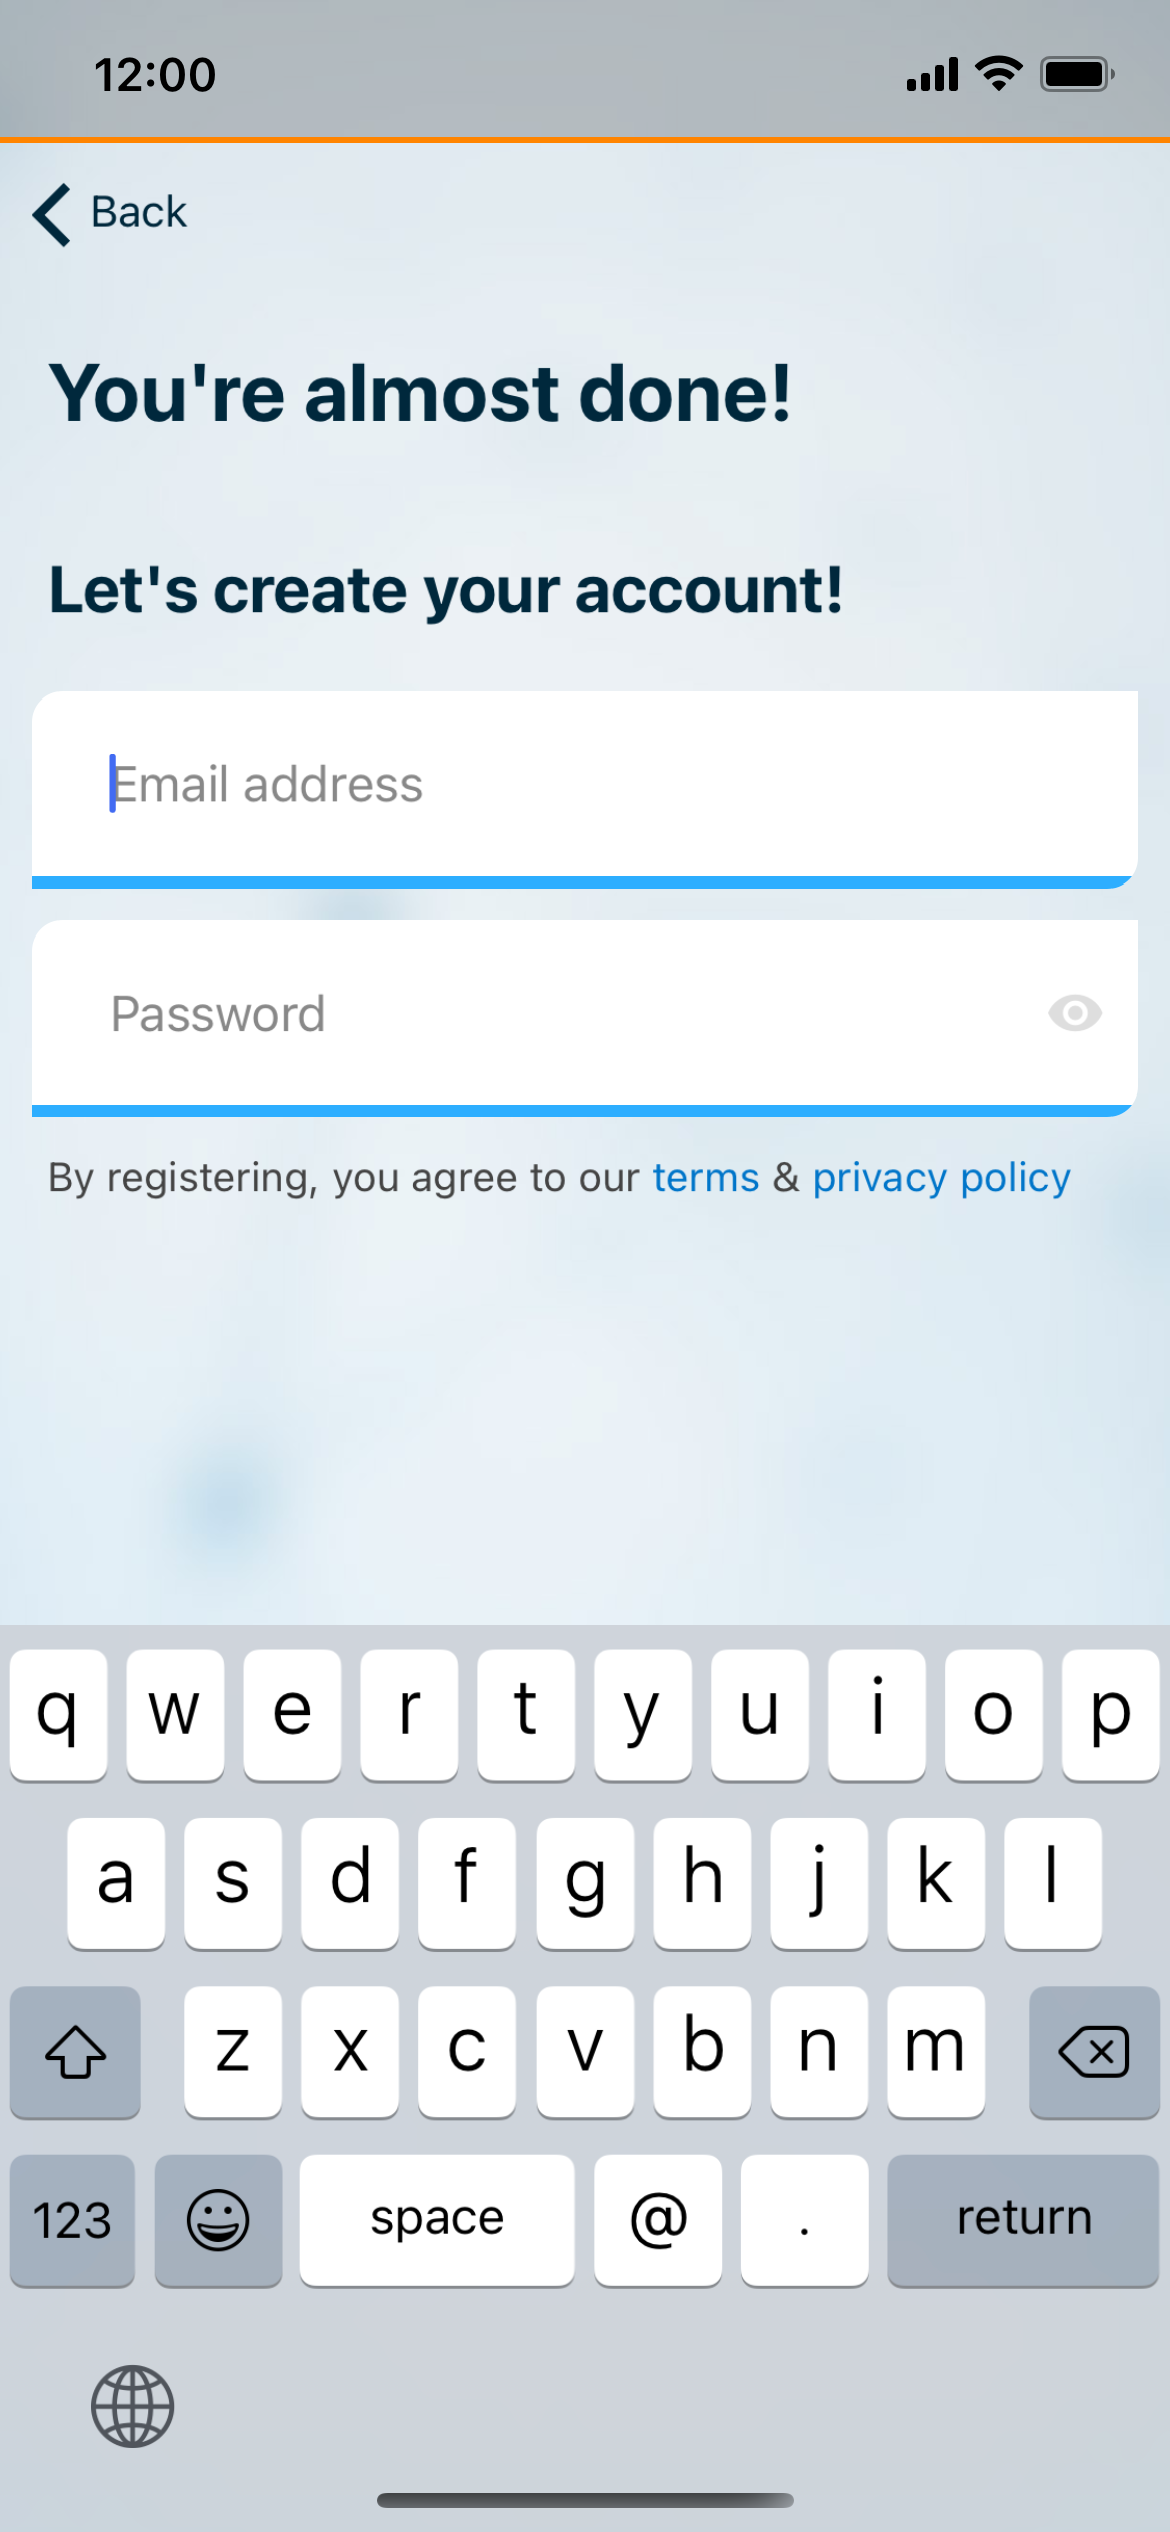 12:00
Back
You're almost done!
Let's create your account!
Email address
Password
By registering, you agree to our terms & privacy policy
q w e r t y u i o p
a s d f g h j k l
z x c v b n m
123 space @ . return